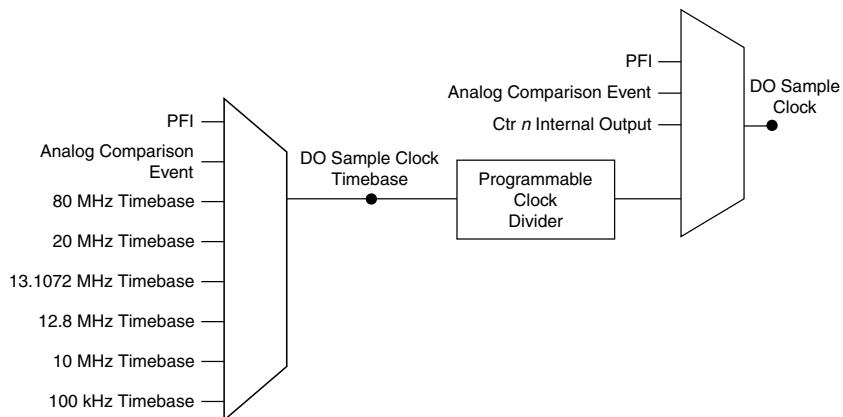 PFI
Analog Comparison
Event
80 MHz Timebase
20 MHz Timebase
13.1072 MHz Timebase
12.8 MHz Timebase
10 MHz Timebase
100 kHz Timebase
DO Sample Clock
Timebase
Programmable
Clock
Divider
PFI
Analog Comparison Event
Ctr n Internal Output
DO Sample
Clock